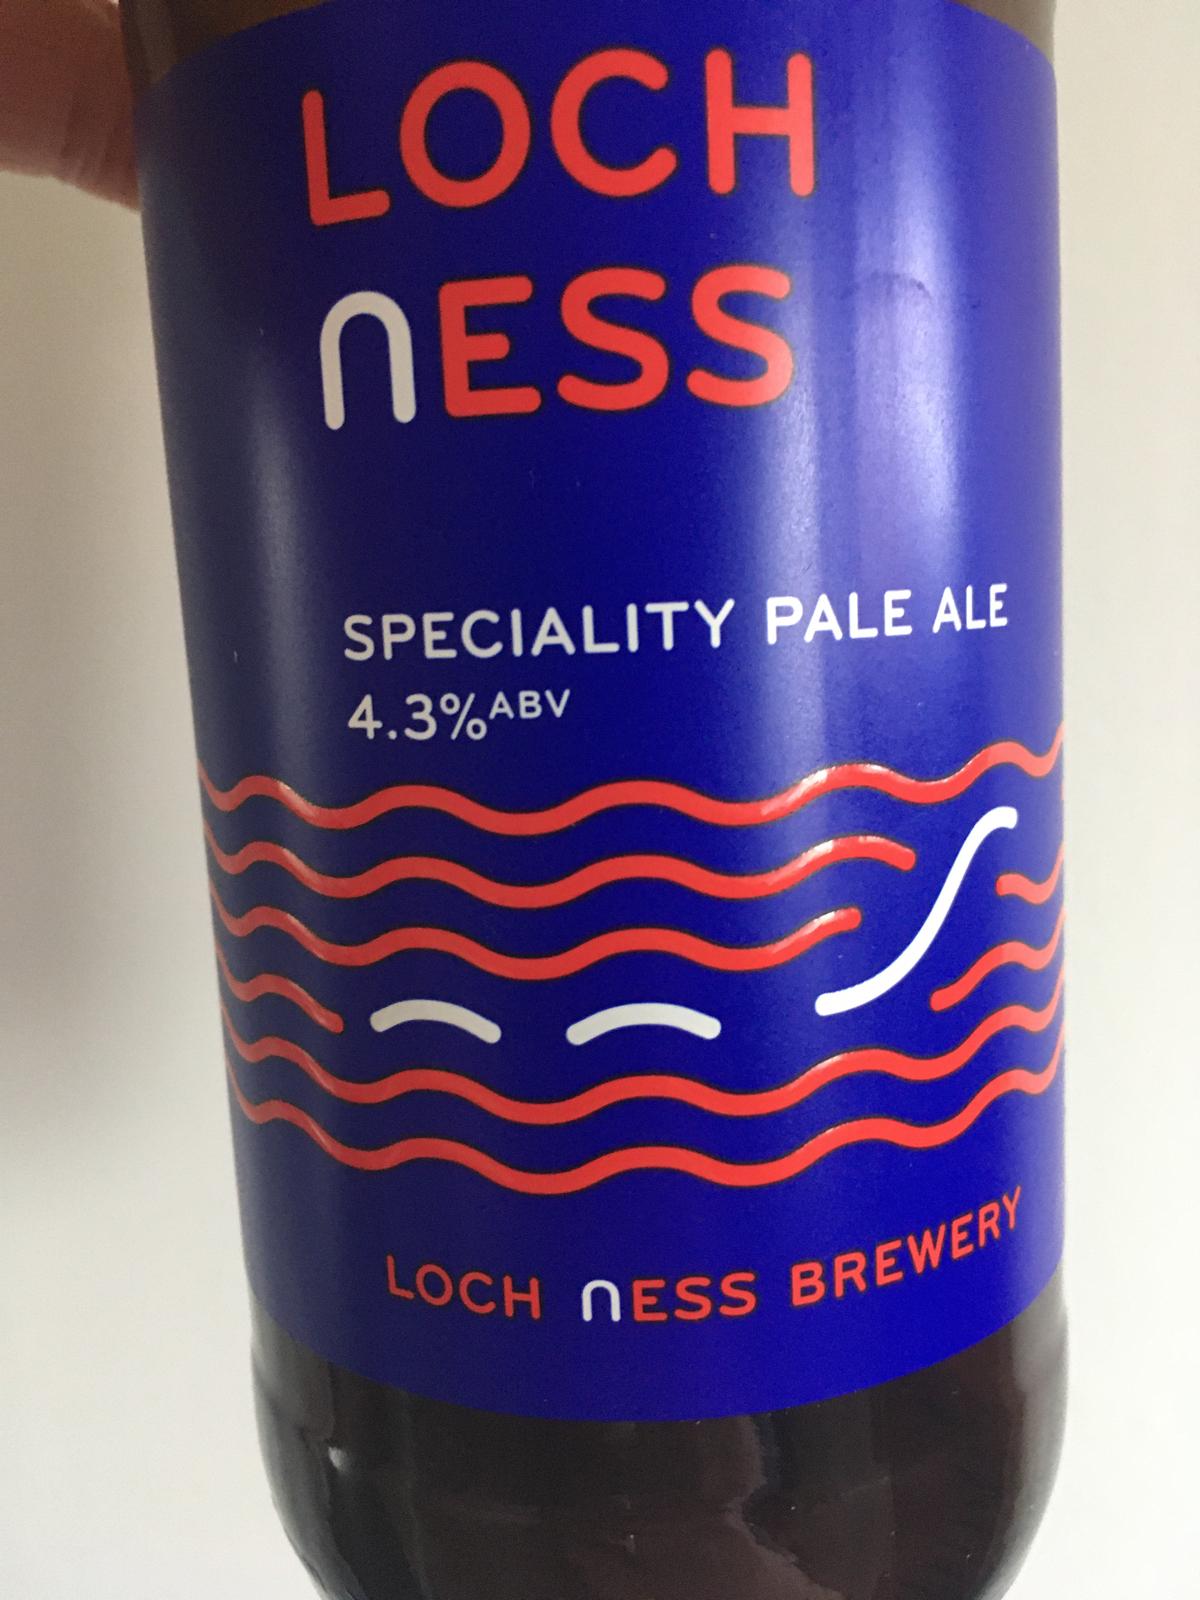 LOCH
nESS
SPECIALITY PALE ALE
4.3% ABV
LOCH nESS BREWERY